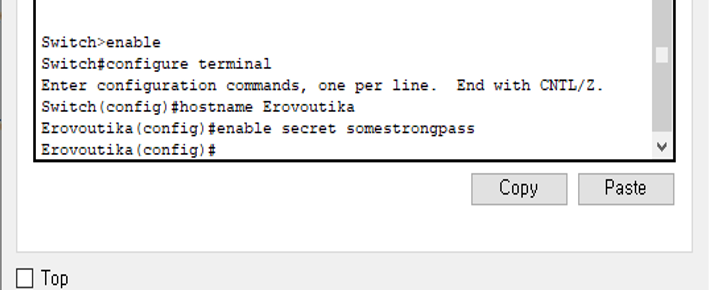 Switch>enable
Switch#configure terminal
Enter configuration commands, one per line.  End with CNTL/Z.
Switch(config)#hostname Erovoutika
Erovoutika(config)#enable secret somestrongpass
Erovoutika(config)#
Copy Paste
Top